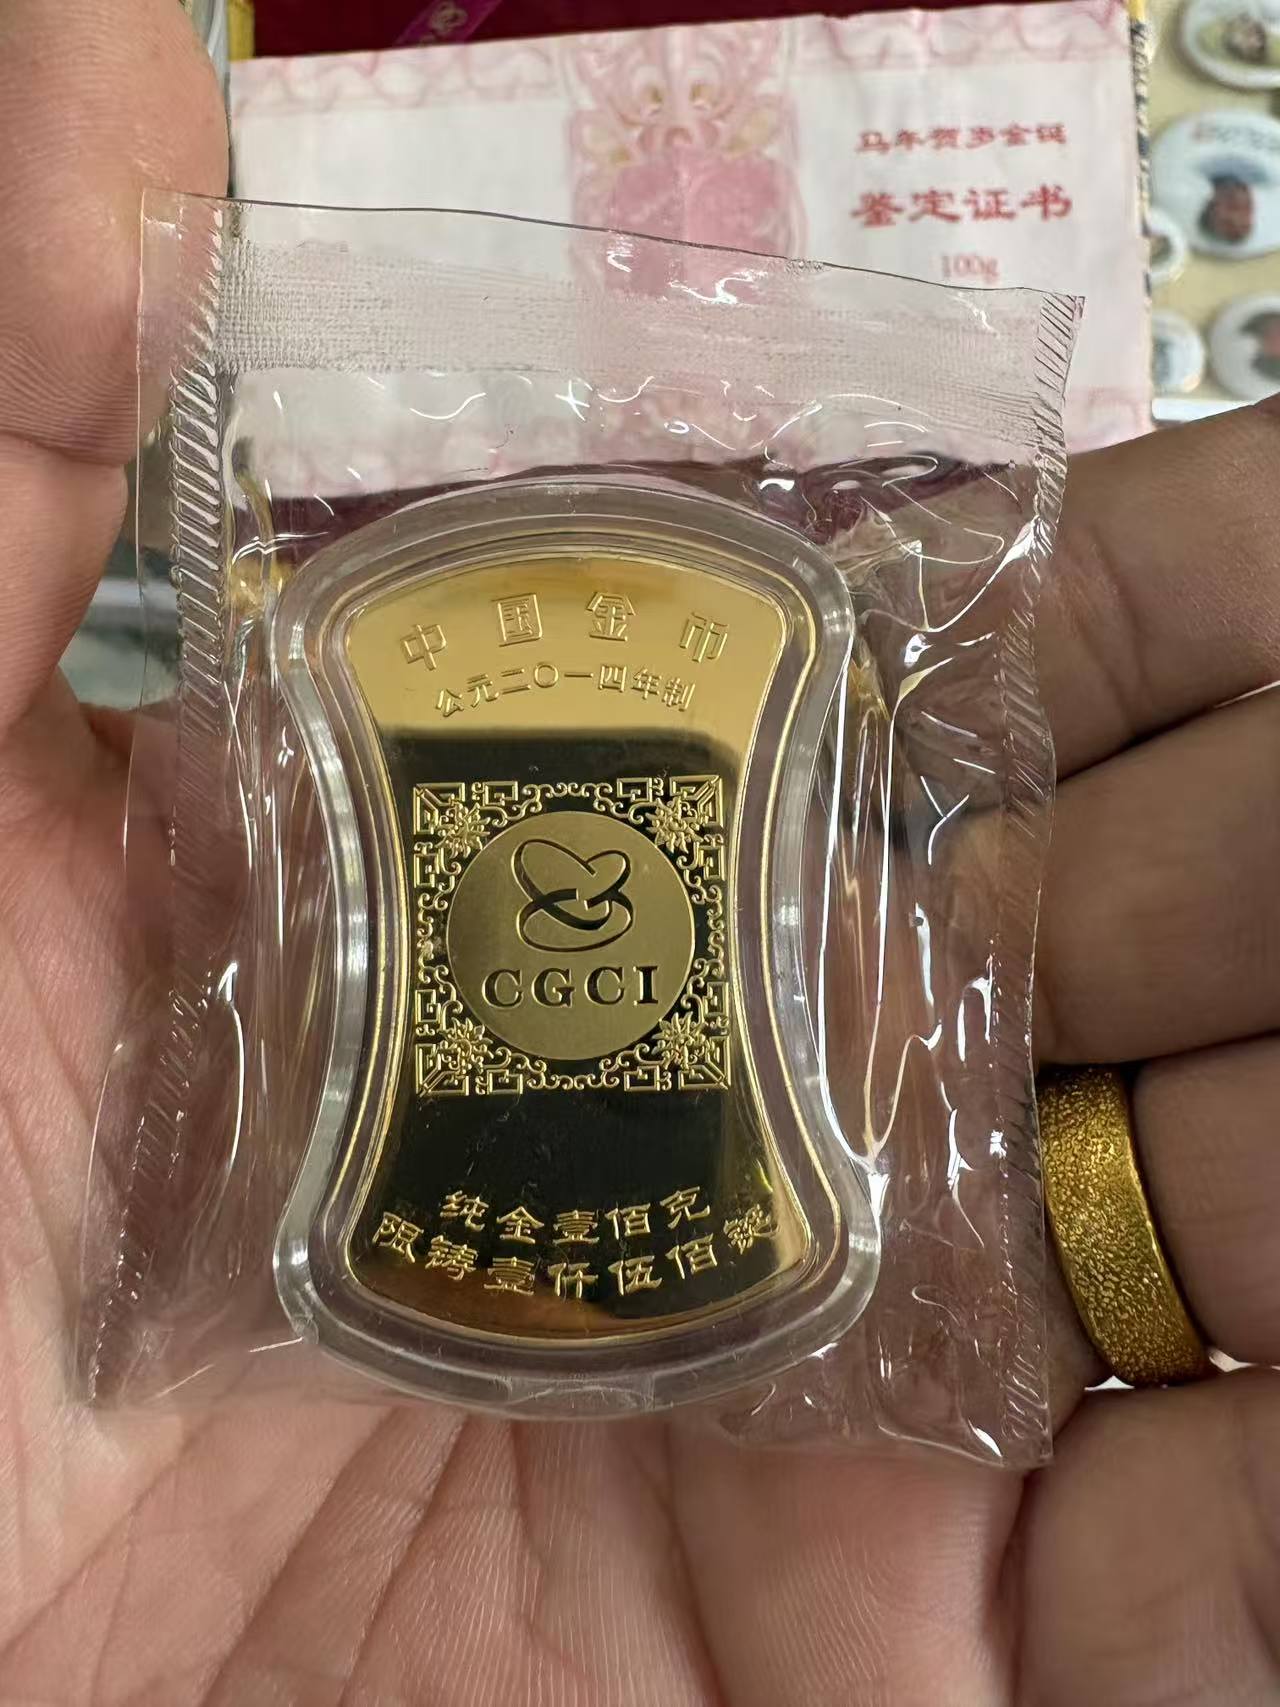 马年贺岁金锭
鉴定证书
100g
中国金币
公元二〇一四年制
CGCI
纯金壹佰克
限铸壹仟伍佰锭